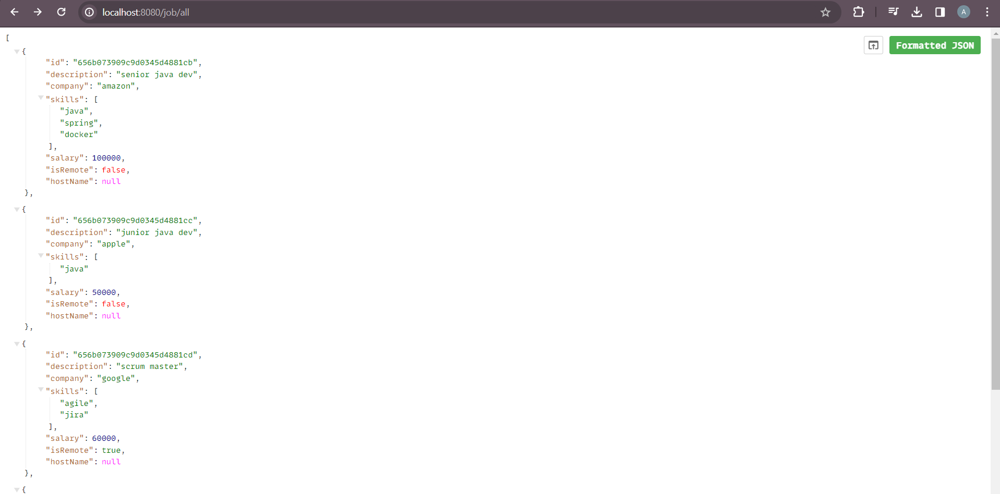 localhost:8080/job/all
A
Formatted JSON
[
{
"id": "656b073909c9d0345d4881cb",
"description": "senior java dev",
"company": "amazon",
"skills": [
"java",
"spring",
"docker"
],
"salary": 100000,
"isRemote": false,
"hostName": null
},
{
"id": "656b073909c9d0345d4881cc",
"description": "junior java dev",
"company": "apple",
"skills": [
"java"
],
"salary": 50000,
"isRemote": false,
"hostName": null
},
{
"id": "656b073909c9d0345d4881cd",
"description": "scrum master",
"company": "google",
"skills": [
"agile",
"jira"
],
"salary": 60000,
"isRemote": true,
"hostName": null
},
{